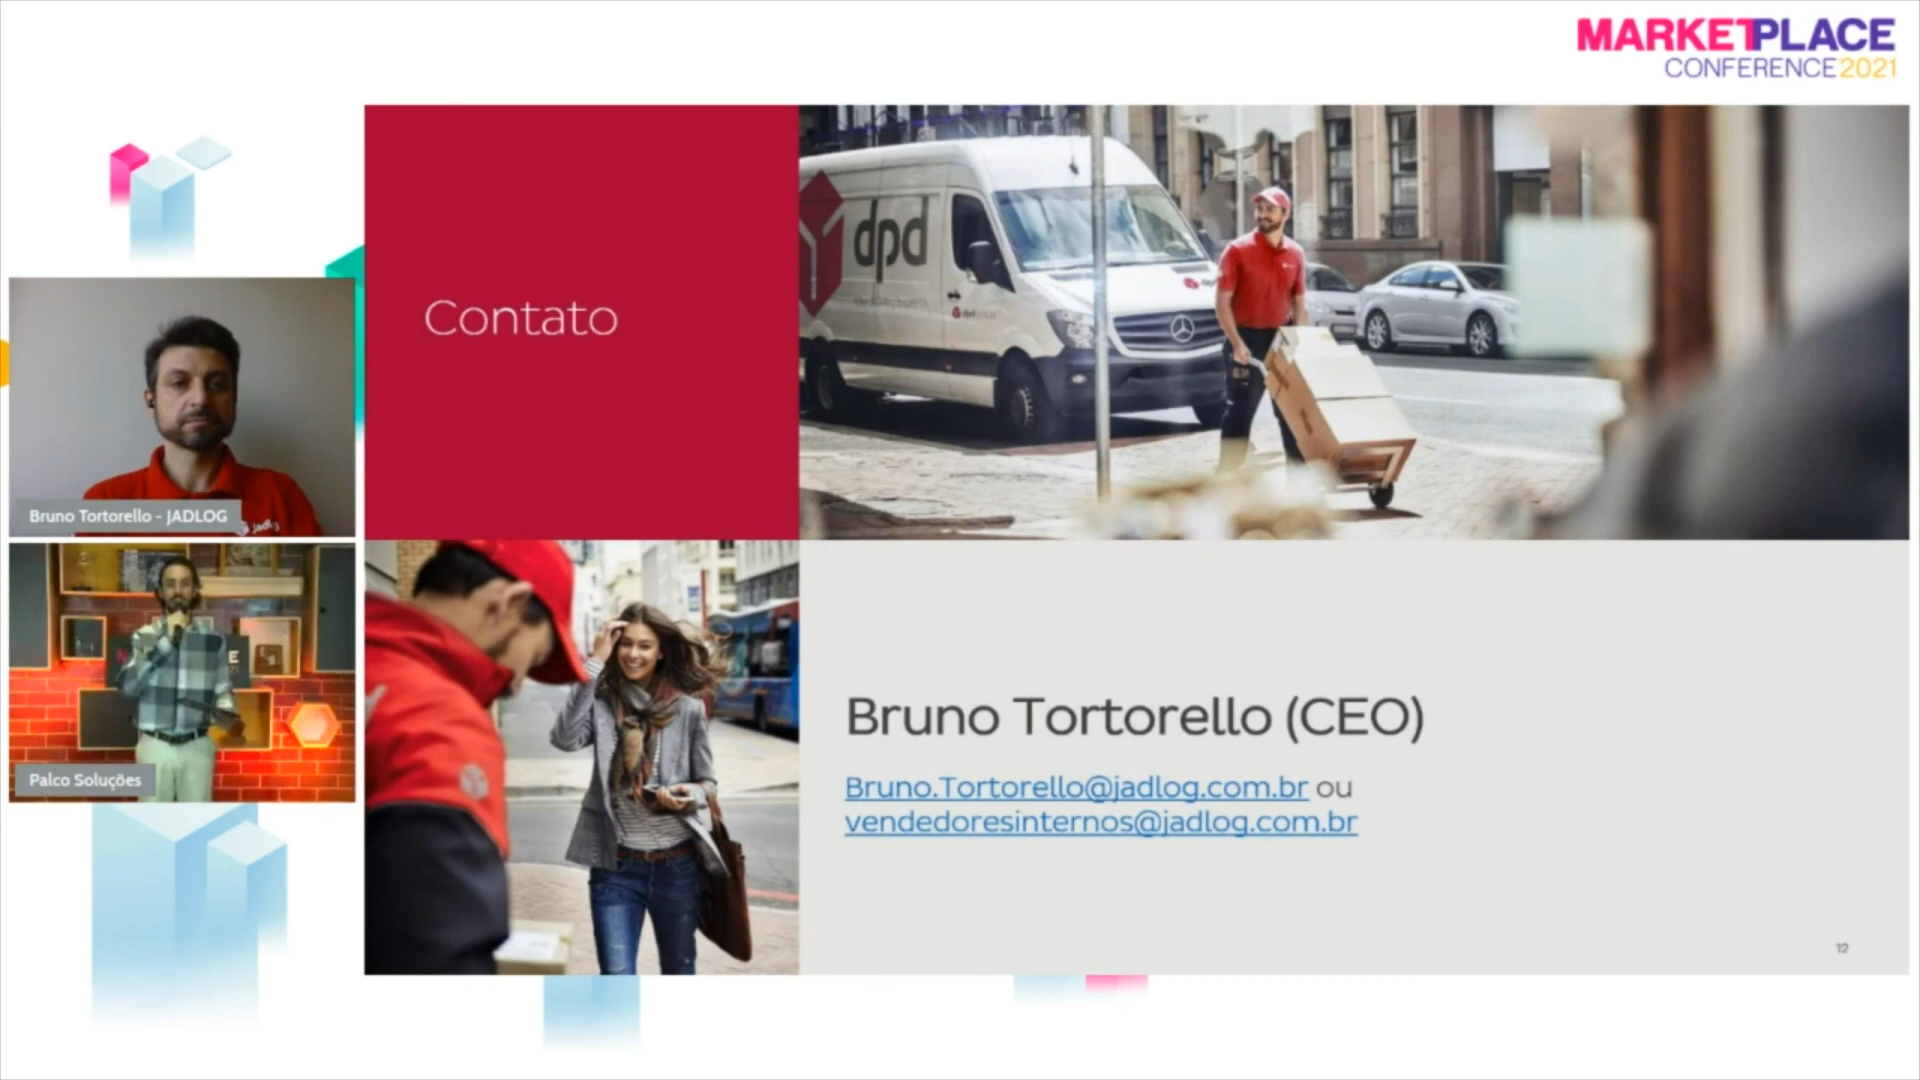 MARKETPLACE
CONFERENCE2021
Contato
dpd
dpd
Bruno Tortorello - JADLOG
Palco Soluções
Bruno Tortorello (CEO)
Bruno.Tortorello@jadlog.com.br ou
vendedoresinternos@jadlog.com.br
12